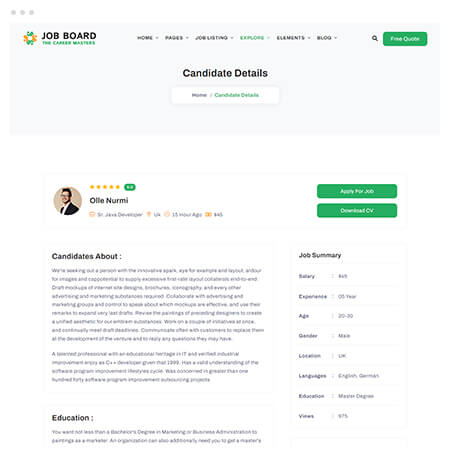 JOB BOARD
THE CAREER MASTERS
HOME PAGES JOB LISTING EXPLORE ELEMENTS BLOG
Free Quote
Candidate Details
Home / Candidate Details
5.0
Olle Nurmi
Sr. Java Developer Uk 15 Hour Ago $45
Apply For Job
Download CV
Candidates About :
We're seeking out a person with the innovative spark, eye for example and layout, ardour
for images and cappotential to supply excessive first-rate layout collaterals end-to-end.
Draft mockups of internet site designs, brochures, iconography, and every other
advertising and marketing substances required. Collaborate with advertising and
marketing groups and control to speak about which mockups are effective, and use their
remarks to expand very last drafts. Revise the paintings of preceding designers to create
a unified aesthetic for our emblem substances. Work on a couple of initiatives at once,
and continually meet draft deadlines. Communicate often with customers to replace them
at the development of the venture and to reply any questions they may have.
A talented professional with an educational heritage in IT and verified industrial
improvement enjoy as C++ developer given that 1999. Has a valid understanding of the
software program improvement lifestyles cycle. Was concerned in greater than one
hundred forty software program improvement outsourcing projects.
Job Summary
Salary : $45
Experience : 05 Year
Age : 20-30
Gender : Male
Location : UK
Languages : English, German
Education : Master Degree
Views : 975
Education :
You want not less than a Bachelor's Degree in Marketing or Business Administration to
paintings as a marketer. An organization can also additionally need you to get a master's